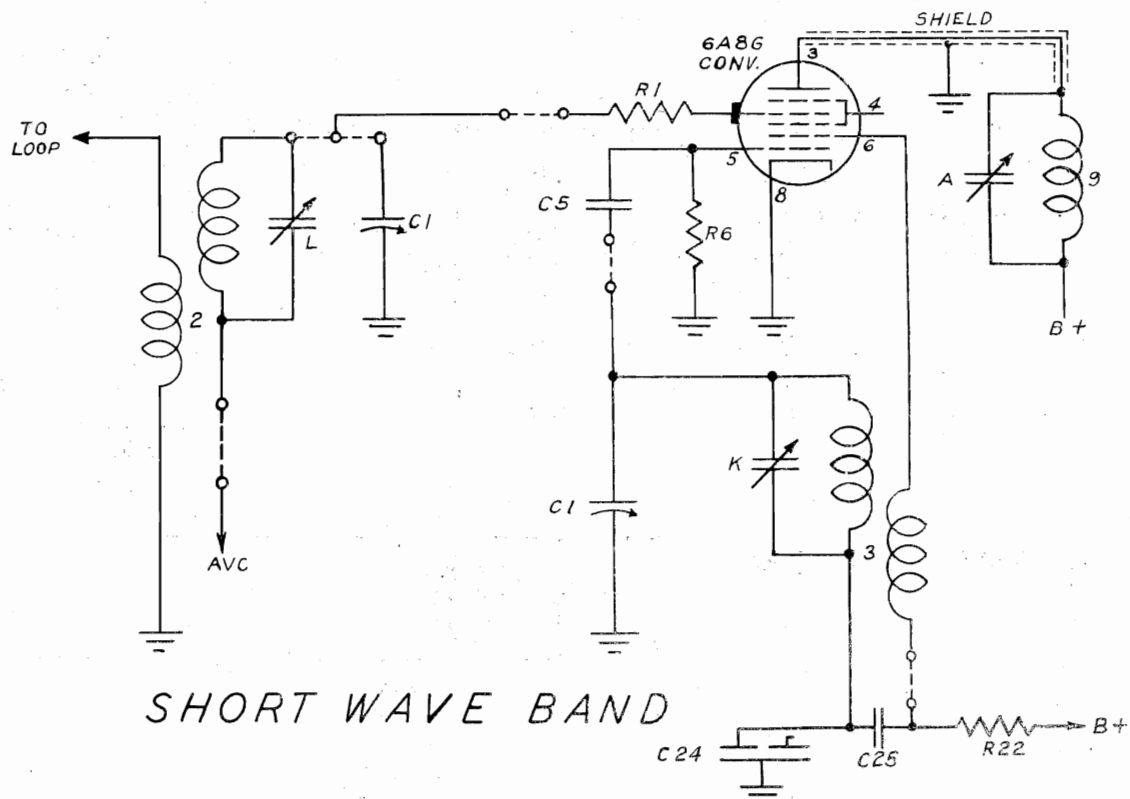 SHIELD
6A8G
CONV.
3
R1
4
TO
LOOP
5
6
A
9
C5
8
L
C1
R6
2
B+
K
C1
3
AVC
SHORT WAVE BAND
C24
C25
R22
B+